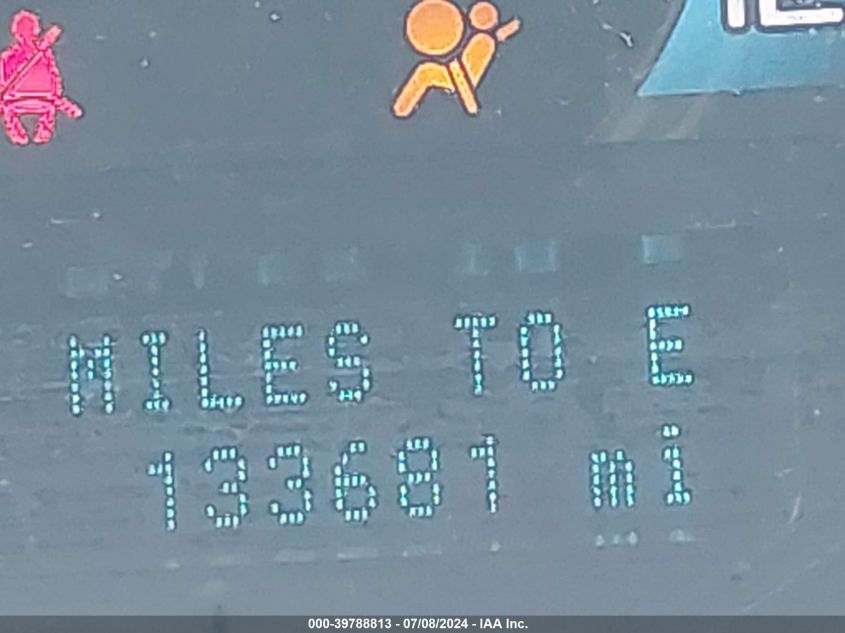 MILES TO E
133681 mi
000-39788813 - 07/08/2024 - IAA Inc.